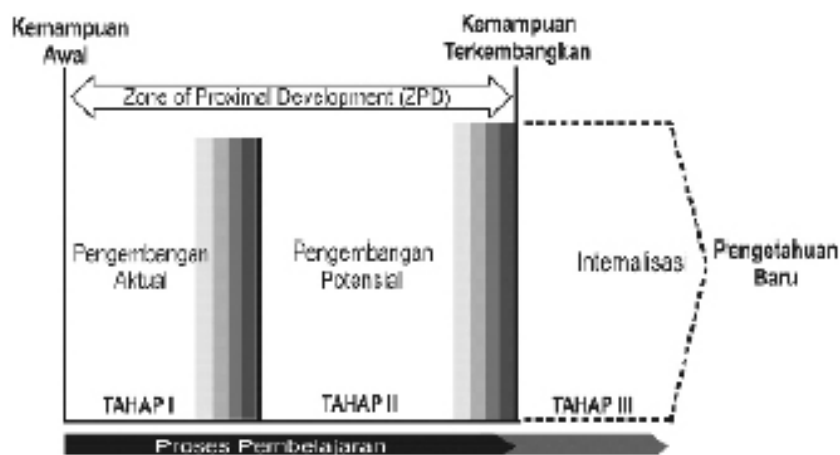 Kemampuan
Awal
Kemampuan
Terkembangkan
Zone of Proximal Development (ZPD)
Pengembangan
Aktual
Pengembangan
Potensial
Internalisasi
Pengetahuan
Baru
TAHAP I
TAHAP II
TAHAP III
Proses Pembelajaran